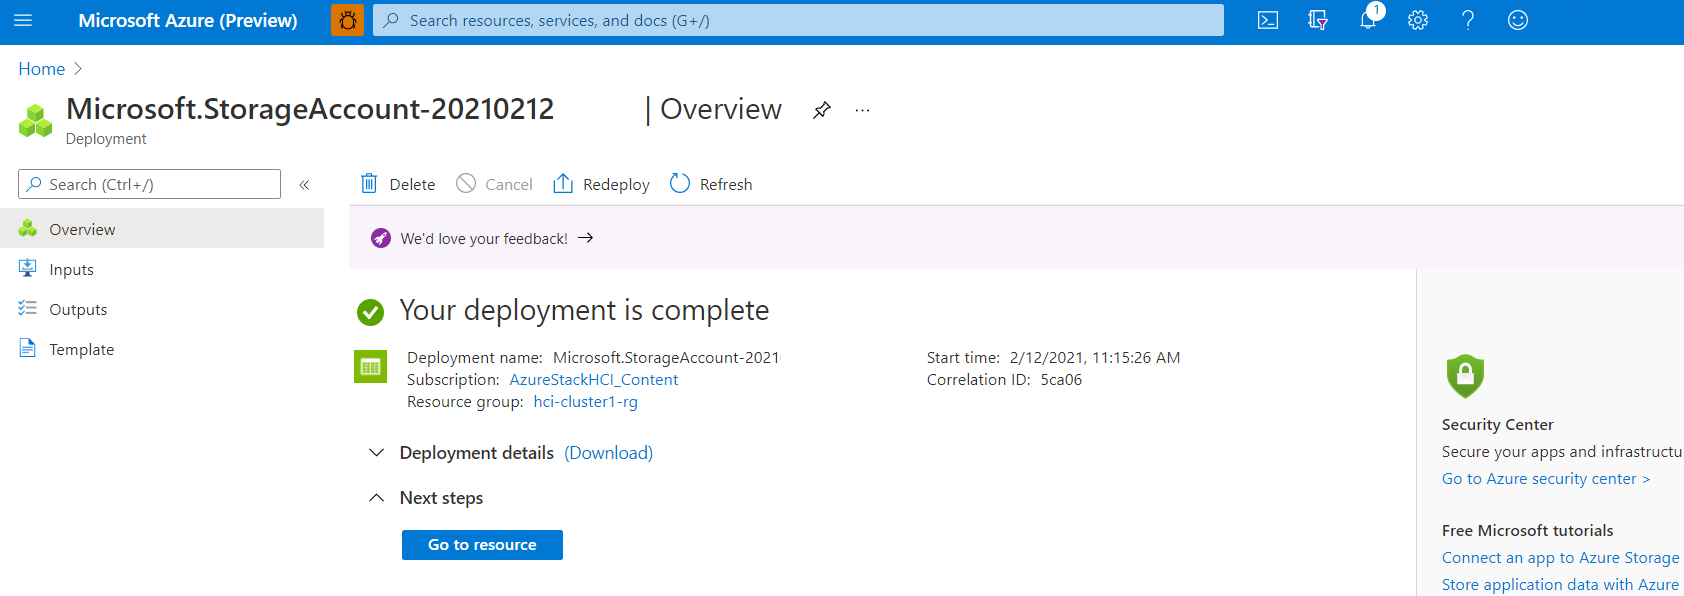 Microsoft Azure (Preview)
Search resources, services, and docs (G+/)
1
Home
Microsoft.StorageAccount-20210212 | Overview
Deployment
Search (Ctrl+/)
Overview
Inputs
Outputs
Template
Delete
Cancel
Redeploy
Refresh
We'd love your feedback!
Your deployment is complete
Deployment name: Microsoft.StorageAccount-2021
Subscription: AzureStackHCI_Content
Resource group: hci-cluster1-rg
Start time: 2/12/2021, 11:15:26 AM
Correlation ID: 5ca06
Deployment details (Download)
Next steps
Go to resource
Security Center
Secure your apps and infrastructu
Go to Azure security center >
Free Microsoft tutorials
Connect an app to Azure Storage
Store application data with Azure